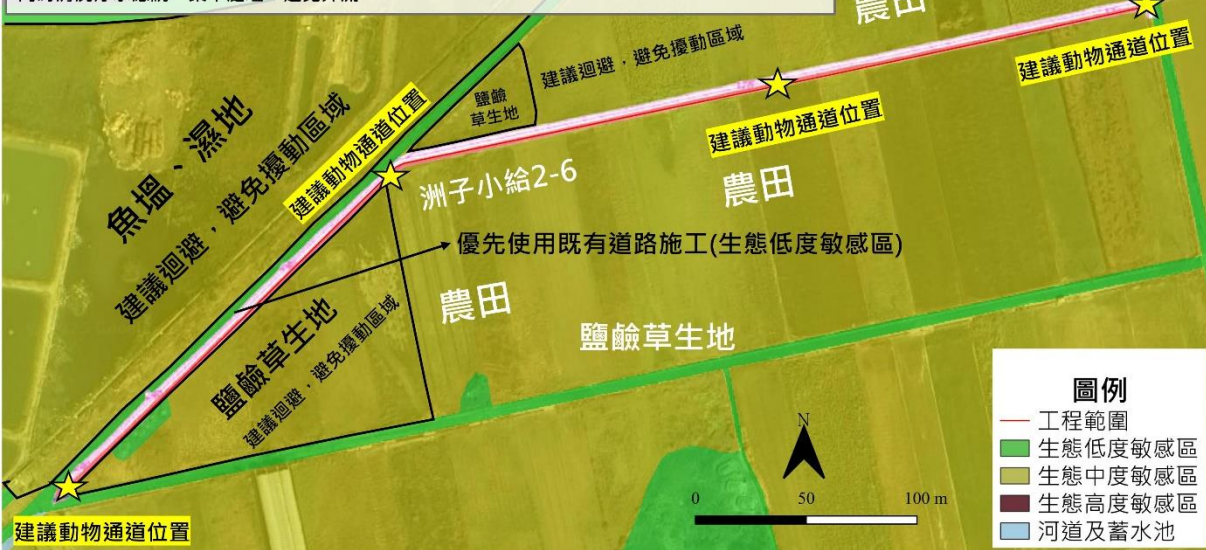 農田
建議動物通道位置
建議迴避,避免擾動區域
鹽鹼
草生地
建議動物通道位置
魚塭、濕地
建議迴避,避免擾動區域
建議動物通道位置
洲子小給2-6
農田
優先使用既有道路施工(生態低度敏感區)
農田
鹽鹼草生地
鹽鹼草生地
建議迴避,避免擾動區域
建議動物通道位置
N
0 50 100 m
圖例
工程範圍
生態低度敏感區
生態中度敏感區
生態高度敏感區
河道及蓄水池